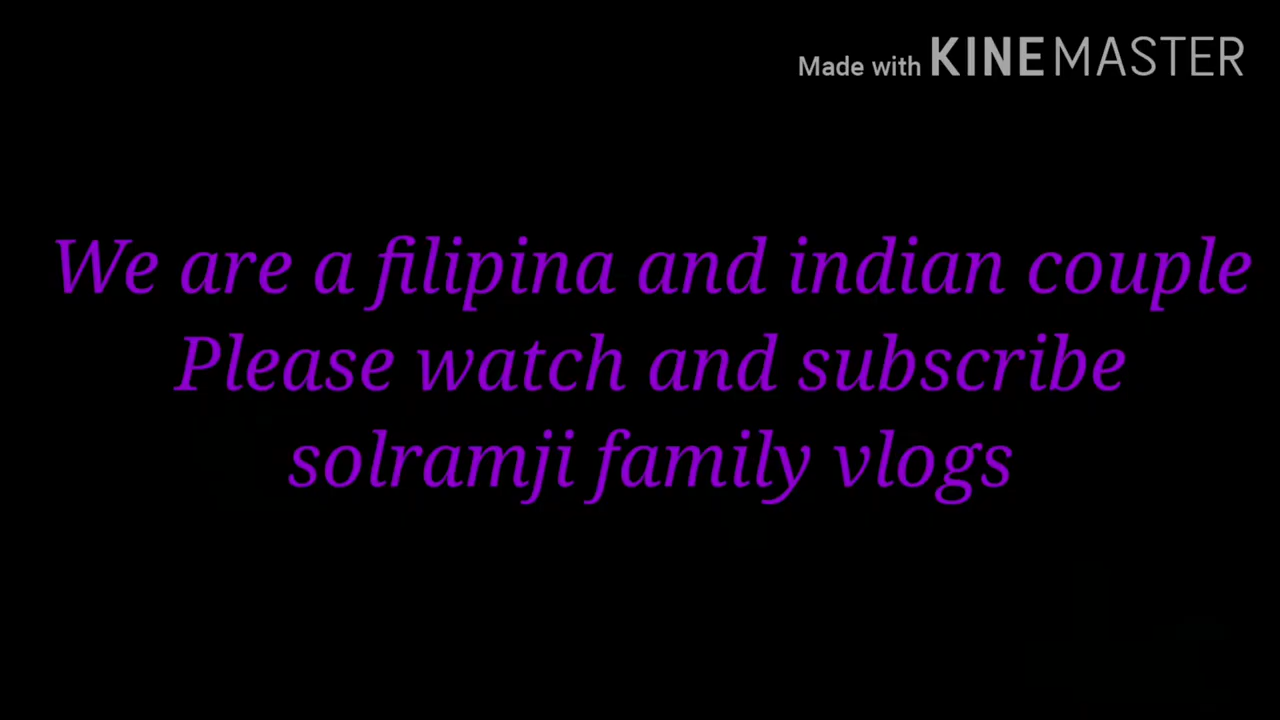 Made with KINEMASTER
We are a filipina and indian couple
Please watch and subscribe
solramji family vlogs